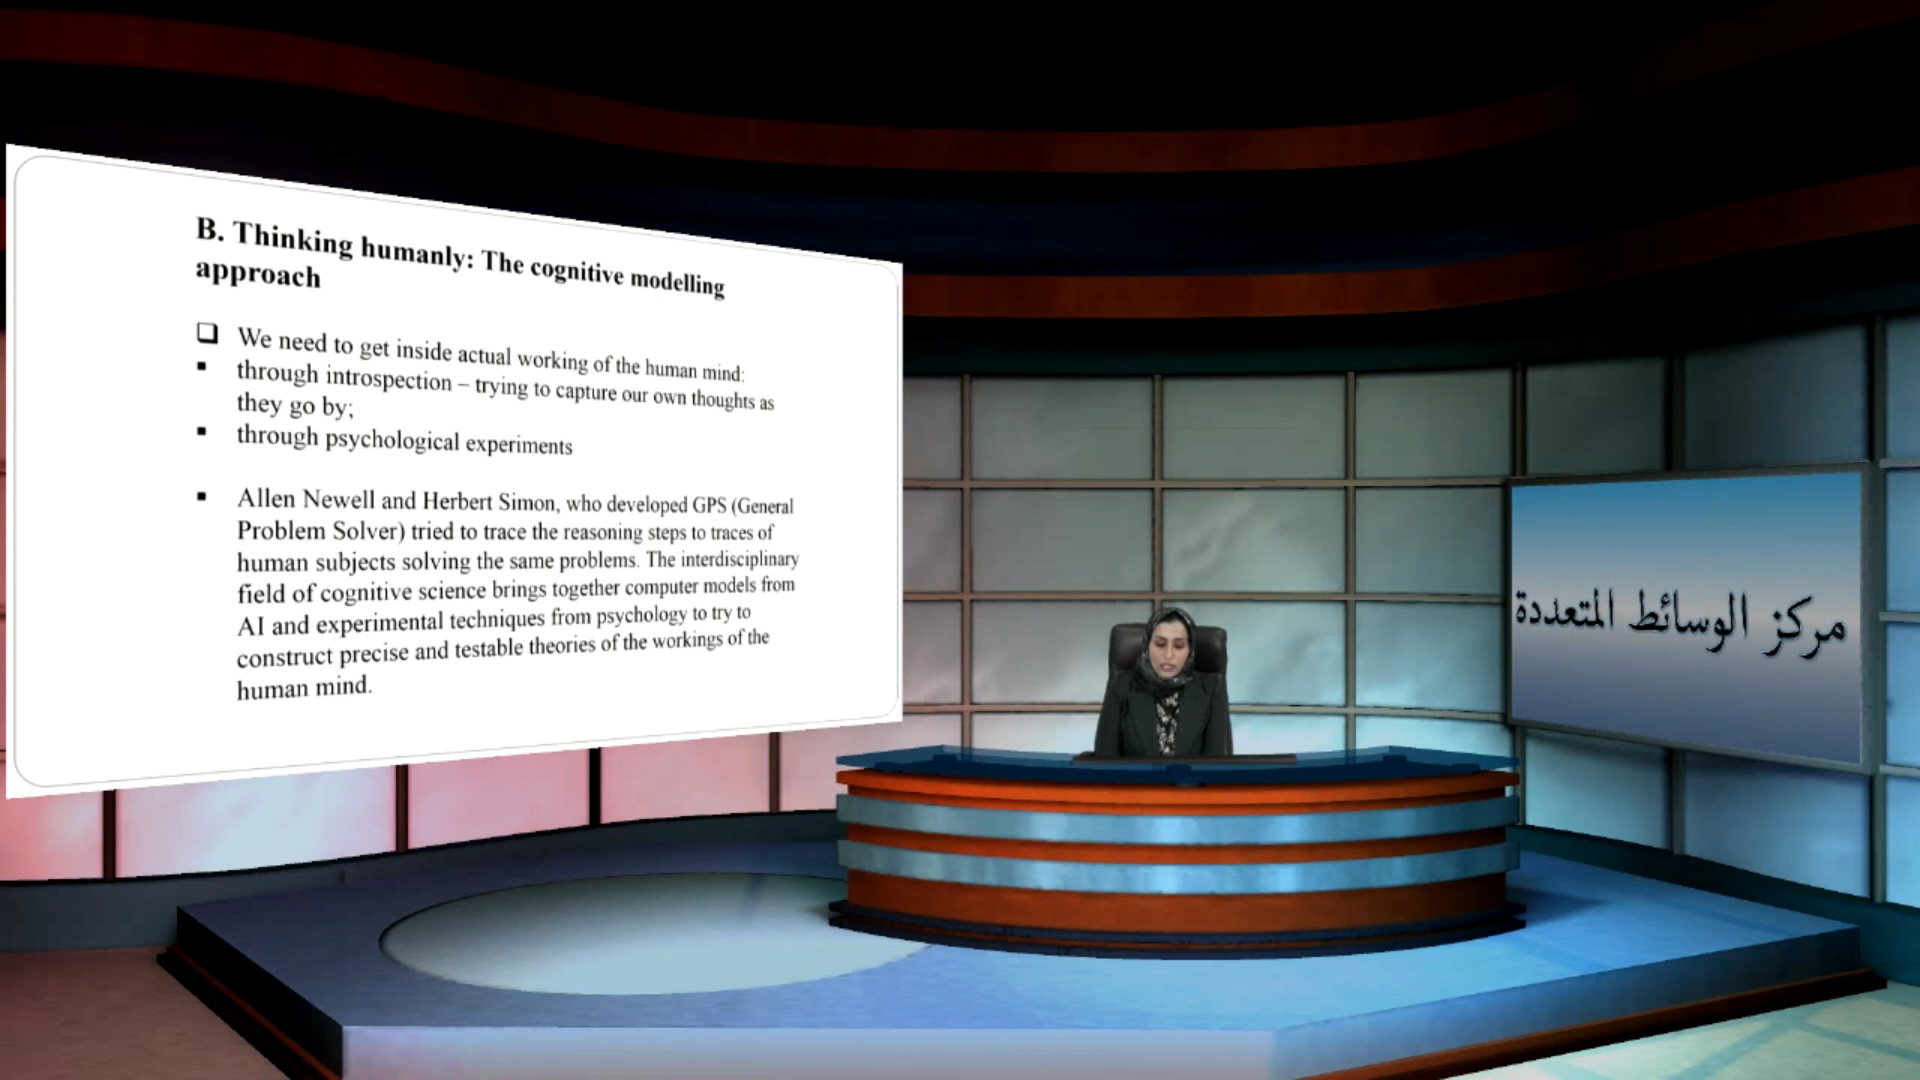 B. Thinking humanly: The cognitive modelling
approach
❑ We need to get inside actual working of the human mind:
▪ through introspection – trying to capture our own thoughts as
they go by;
▪ through psychological experiments
▪ Allen Newell and Herbert Simon, who developed GPS (General
Problem Solver) tried to trace the reasoning steps to traces of
human subjects solving the same problems. The interdisciplinary
field of cognitive science brings together computer models from
AI and experimental techniques from psychology to try to
construct precise and testable theories of the workings of the
human mind.
مركز الوسائط المتعددة